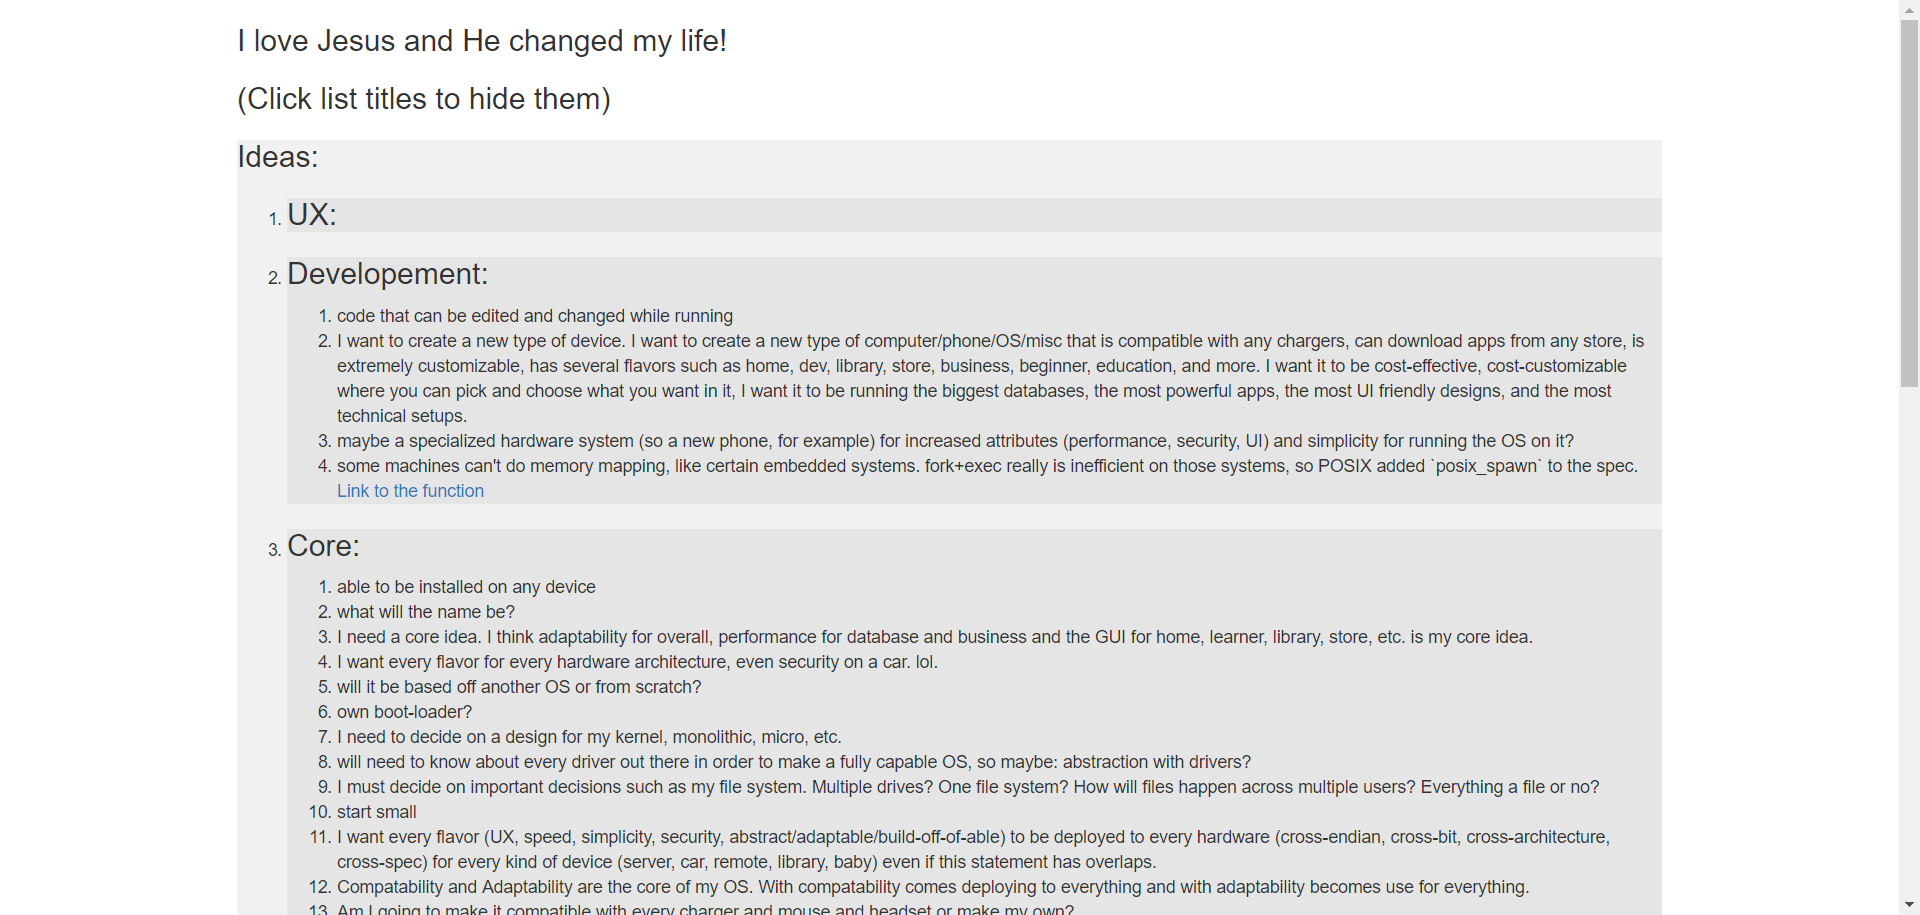 I love Jesus and He changed my life!
(Click list titles to hide them)
Ideas:
1. UX:
2. Developement:
1. code that can be edited and changed while running
2. I want to create a new type of device. I want to create a new type of computer/phone/OS/misc that is compatible with any chargers, can download apps from any store, is
extremely customizable, has several flavors such as home, dev, library, store, business, beginner, education, and more. I want it to be cost-effective, cost-customizable
where you can pick and choose what you want in it, I want it to be running the biggest databases, the most powerful apps, the most UI friendly designs, and the most
technical setups.
3. maybe a specialized hardware system (so a new phone, for example) for increased attributes (performance, security, UI) and simplicity for running the OS on it?
4. some machines can't do memory mapping, like certain embedded systems. fork+exec really is inefficient on those systems, so POSIX added `posix_spawn` to the spec.
Link to the function
3. Core:
1. able to be installed on any device
2. what will the name be?
3. I need a core idea. I think adaptability for overall, performance for database and business and the GUI for home, learner, library, store, etc. is my core idea.
4. I want every flavor for every hardware architecture, even security on a car. lol.
5. will it be based off another OS or from scratch?
6. own boot-loader?
7. I need to decide on a design for my kernel, monolithic, micro, etc.
8. will need to know about every driver out there in order to make a fully capable OS, so maybe: abstraction with drivers?
9. I must decide on important decisions such as my file system. Multiple drives? One file system? How will files happen across multiple users? Everything a file or no?
10. start small
11. I want every flavor (UX, speed, simplicity, security, abstract/adaptable/build-off-of-able) to be deployed to every hardware (cross-endian, cross-bit, cross-architecture,
cross-spec) for every kind of device (server, car, remote, library, baby) even if this statement has overlaps.
12. Compatability and Adaptability are the core of my OS. With compatability comes deploying to everything and with adaptability becomes use for everything.
13. Am I going to make it compatible with every charger and mouse and headset or make my own?